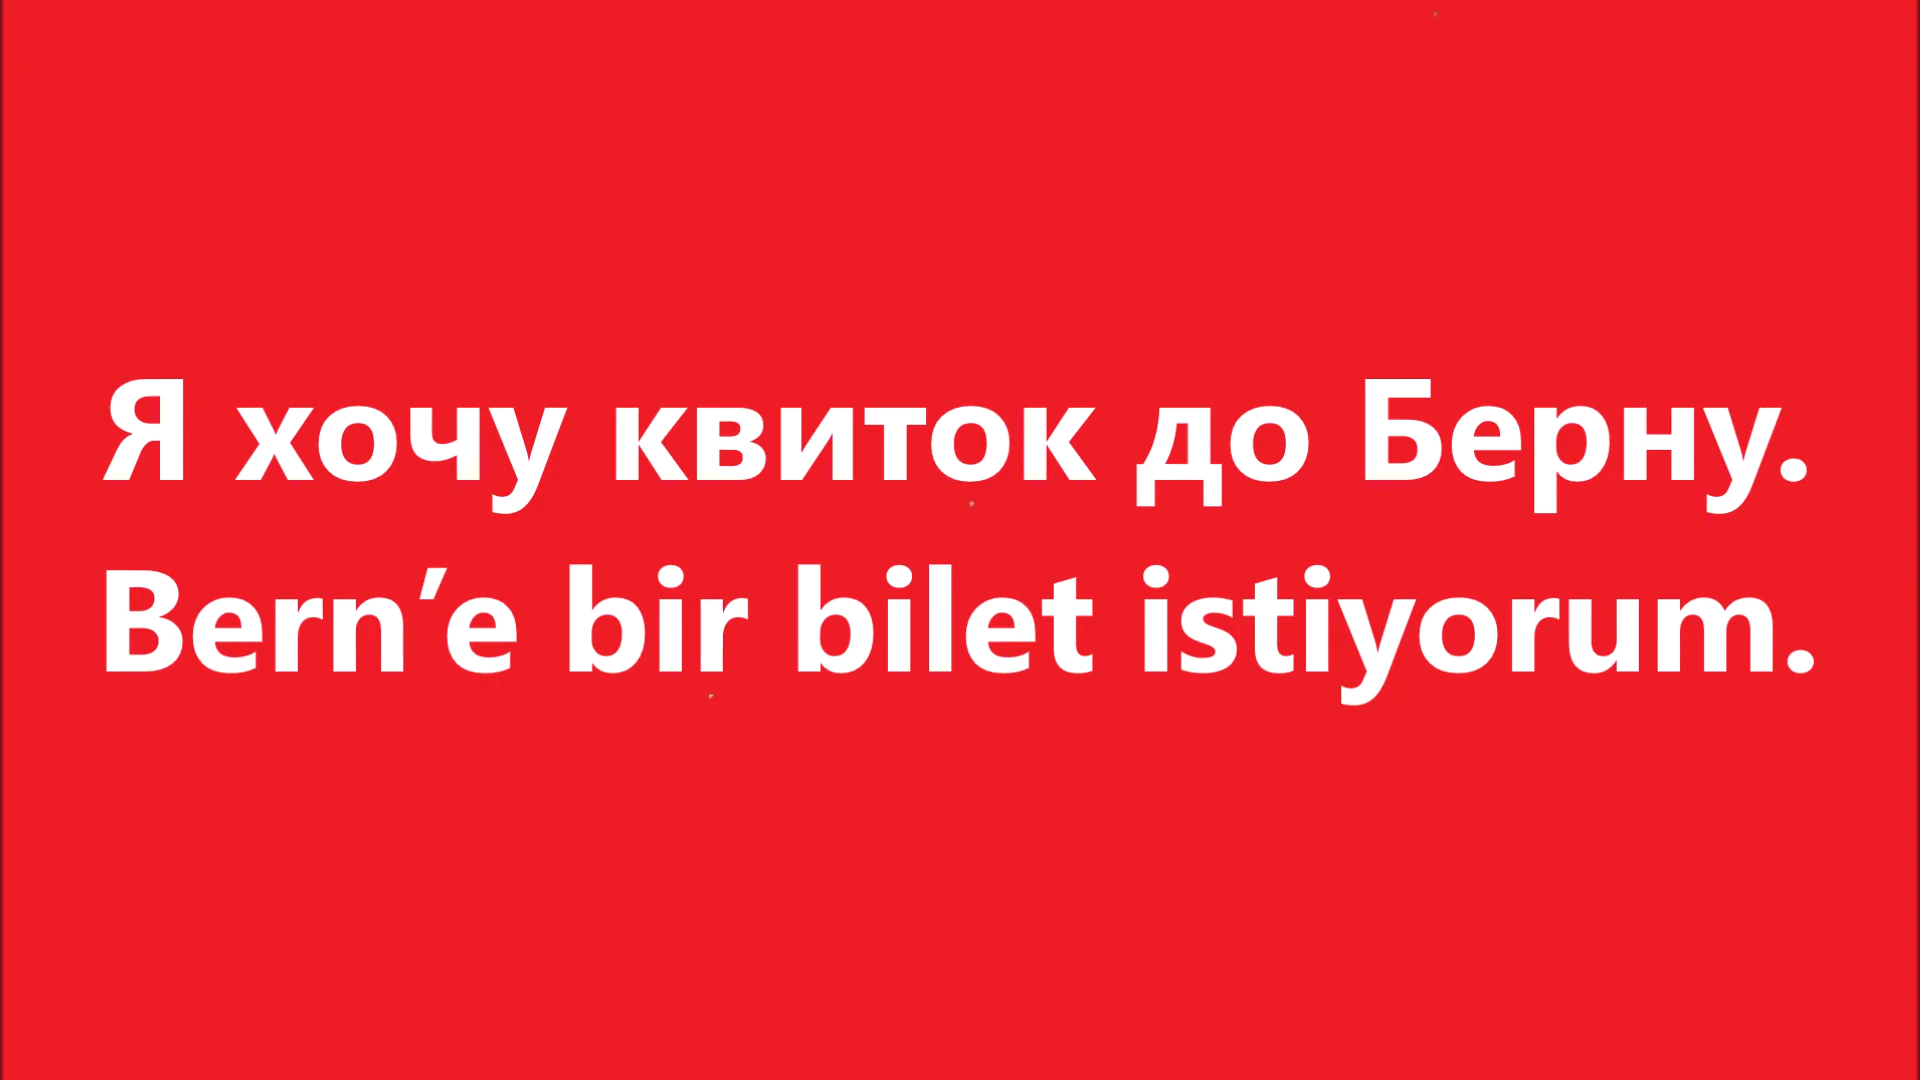 Я хочу квиток до Берну.
Bern’e bir bilet istiyorum.